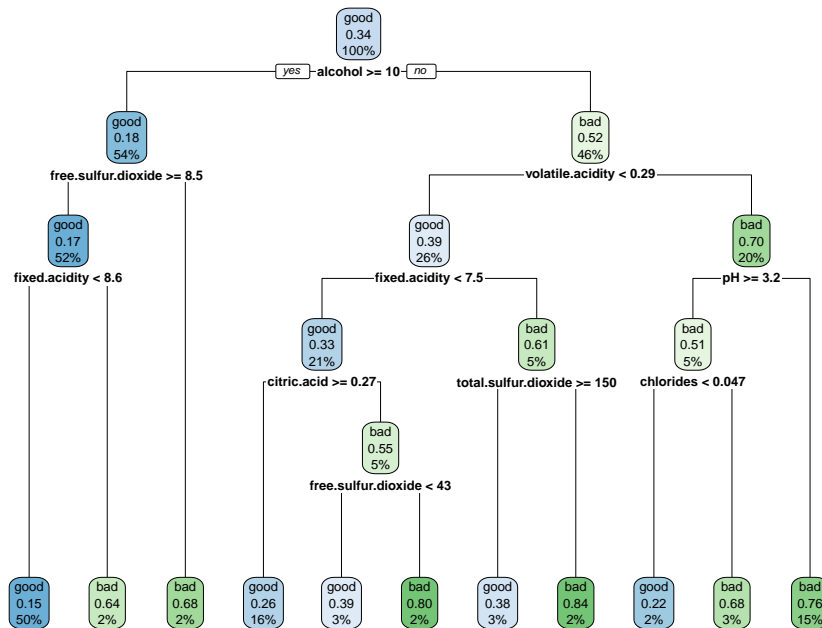 good
0.34
100%
yes alcohol >= 10 no
good
0.18
54%
free.sulfur.dioxide >= 8.5
bad
0.52
46%
volatile.acidity < 0.29
good
0.17
52%
fixed.acidity < 8.6
good
0.39
26%
fixed.acidity < 7.5
bad
0.70
20%
pH >= 3.2
good
0.33
21%
citric.acid >= 0.27
bad
0.61
5%
total.sulfur.dioxide >= 150
bad
0.51
5%
chlorides < 0.047
bad
0.55
5%
free.sulfur.dioxide < 43
good
0.15
50%
bad
0.64
2%
bad
0.68
2%
good
0.26
16%
good
0.39
3%
bad
0.80
2%
good
0.38
3%
bad
0.84
2%
good
0.22
2%
bad
0.68
3%
bad
0.76
15%